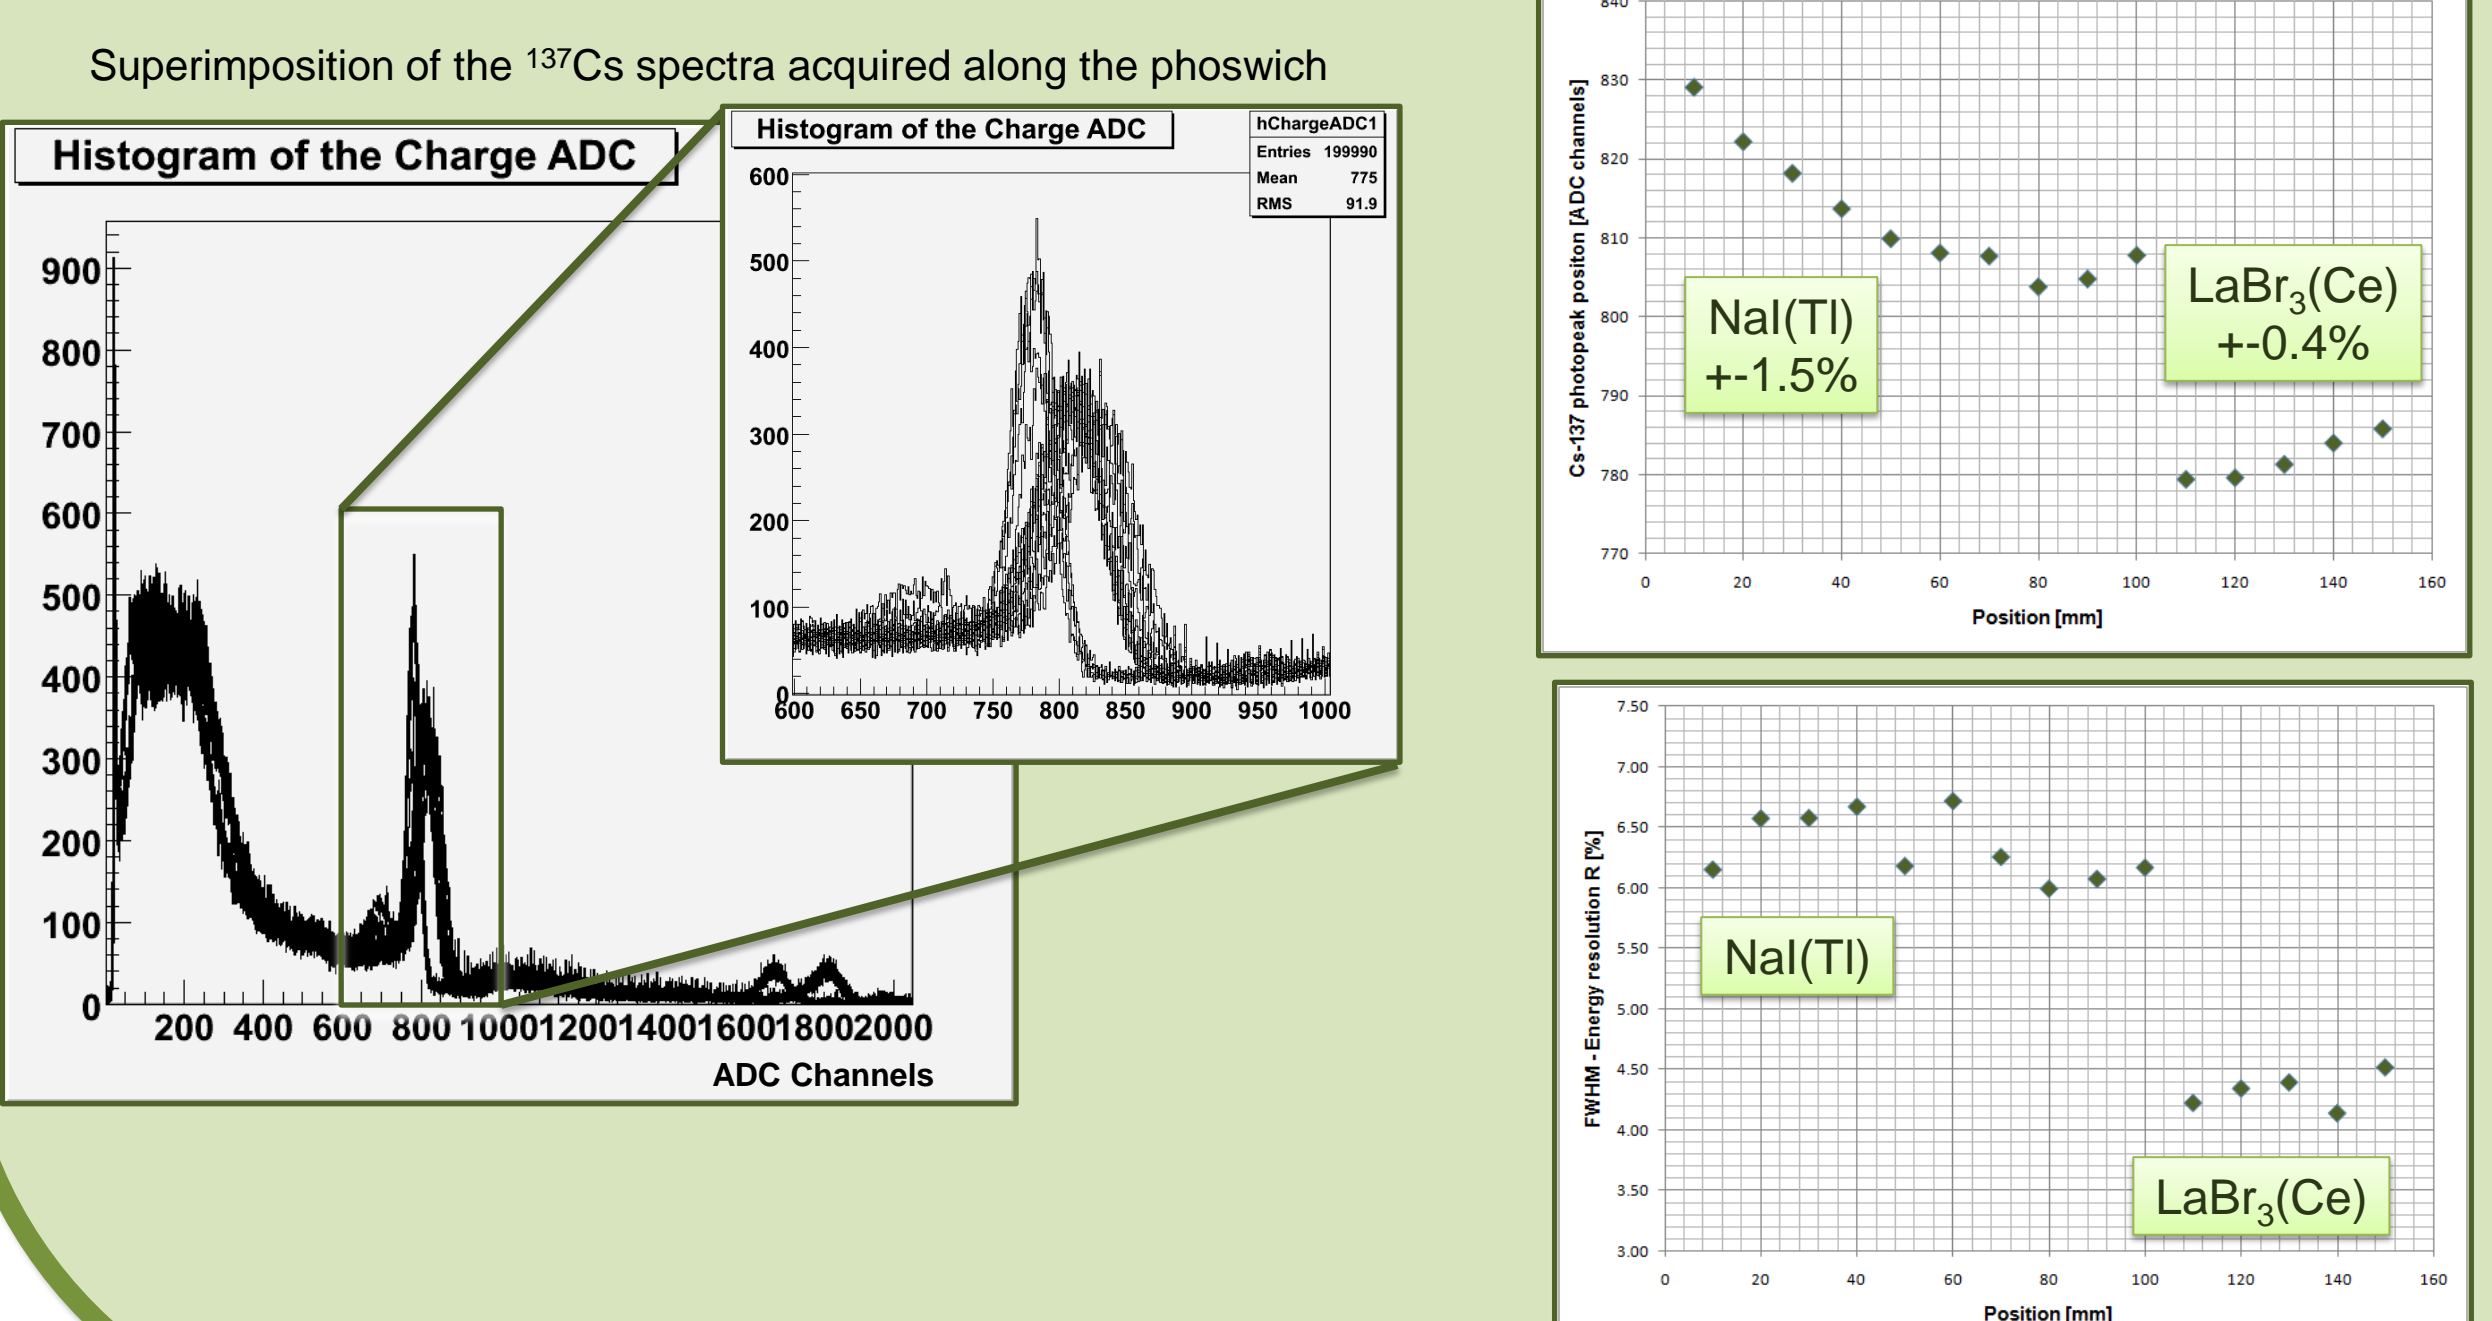 Superimposition of the ¹³⁷Cs spectra acquired along the phoswich
Histogram of the Charge ADC
900
800
700
600
500
400
300
200
100
0
200 400 600 800 1000 1200 1400 1600 1800 2000
ADC Channels
Histogram of the Charge ADC
hChargeADC1
Entries 199990
Mean 775
RMS 91.9
600
500
400
300
200
100
0
600 650 700 750 800 850 900 950 1000
Cs-137 photopeak positon [ADC channels]
840
830
820
810
800
790
780
770
NaI(Tl)
+-1.5%
LaBr₃(Ce)
+-0.4%
0 20 40 60 80 100 120 140 160
Position [mm]
FWHM - Energy resolution R [%]
7.50
7.00
6.50
6.00
5.50
5.00
4.50
4.00
3.50
3.00
NaI(Tl)
LaBr₃(Ce)
0 20 40 60 80 100 120 140 160
Position [mm]